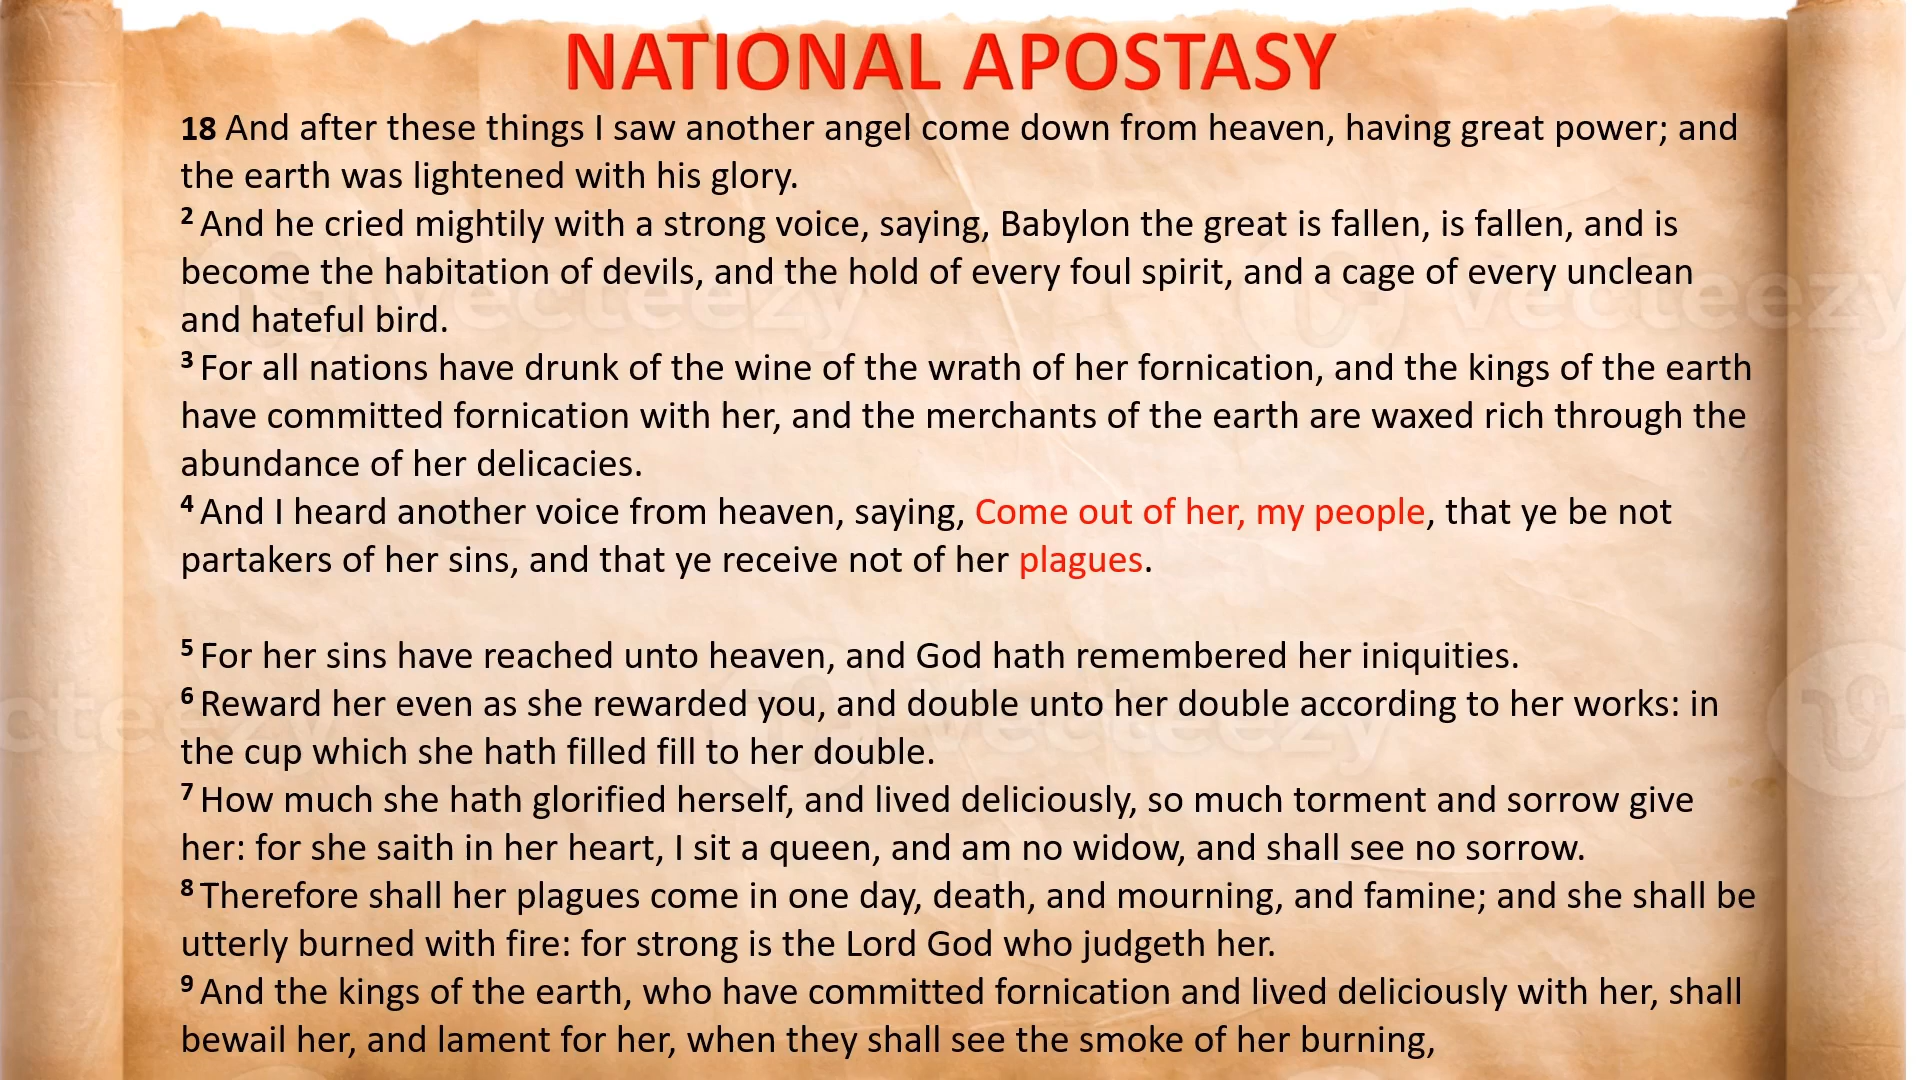 NATIONAL APOSTASY
18 And after these things I saw another angel come down from heaven, having great power; and
the earth was lightened with his glory.
2 And he cried mightily with a strong voice, saying, Babylon the great is fallen, is fallen, and is
become the habitation of devils, and the hold of every foul spirit, and a cage of every unclean
and hateful bird.
3 For all nations have drunk of the wine of the wrath of her fornication, and the kings of the earth
have committed fornication with her, and the merchants of the earth are waxed rich through the
abundance of her delicacies.
4 And I heard another voice from heaven, saying, Come out of her, my people, that ye be not
partakers of her sins, and that ye receive not of her plagues.
5 For her sins have reached unto heaven, and God hath remembered her iniquities.
6 Reward her even as she rewarded you, and double unto her double according to her works: in
the cup which she hath filled fill to her double.
7 How much she hath glorified herself, and lived deliciously, so much torment and sorrow give
her: for she saith in her heart, I sit a queen, and am no widow, and shall see no sorrow.
8 Therefore shall her plagues come in one day, death, and mourning, and famine; and she shall be
utterly burned with fire: for strong is the Lord God who judgeth her.
9 And the kings of the earth, who have committed fornication and lived deliciously with her, shall
bewail her, and lament for her, when they shall see the smoke of her burning,
vecteezy
vecteezy
cteezy
vecteezy